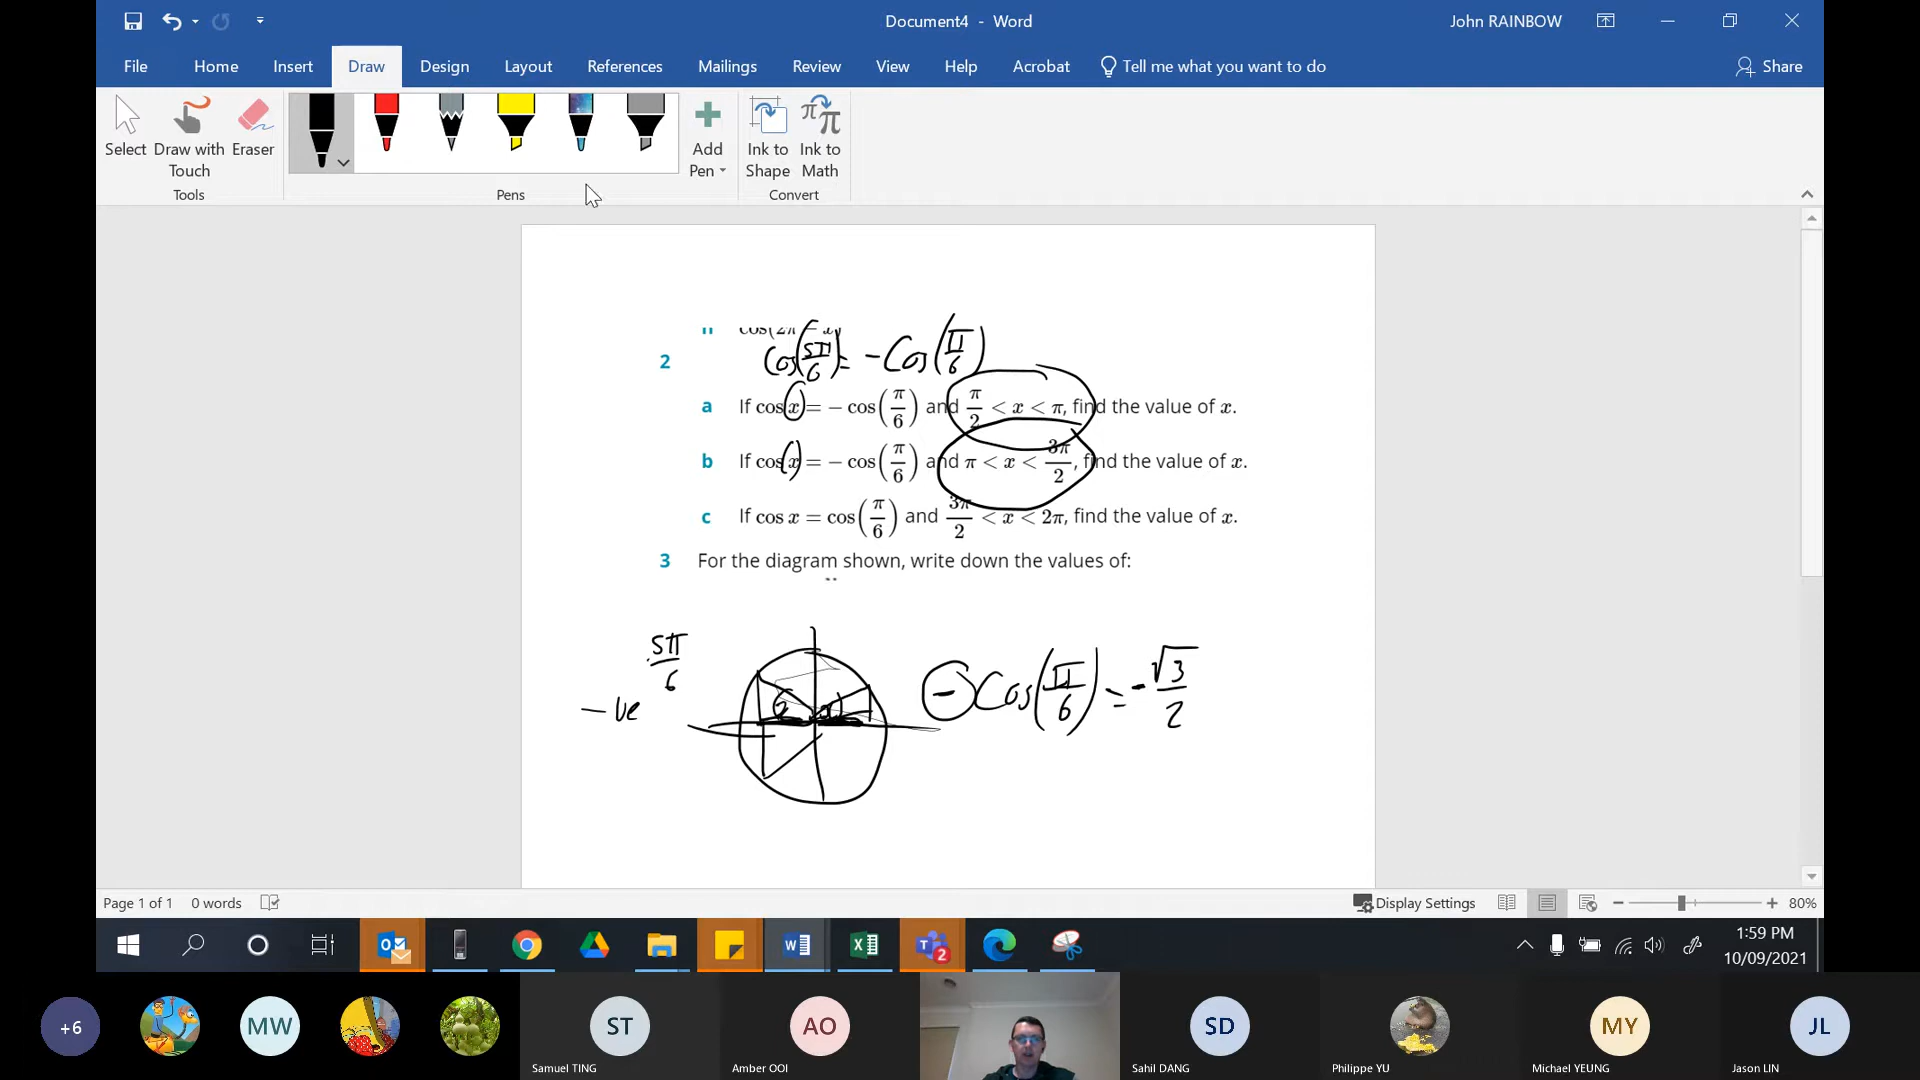 Document4 - Word
John RAINBOW
File Home Insert Draw Design Layout References Mailings Review View Help Acrobat Tell me what you want to do Share
Select Draw with Touch Eraser Add Pen Ink to Shape Ink to Math
Tools Pens Convert
cos(2π − x)
2 Cos(5π/6) = −Cos(π/6)
a If cos x = − cos(π/6) and π/2 < x < π, find the value of x.
b If cos x = − cos(π/6) and π < x < 3π/2, find the value of x.
c If cos x = cos(π/6) and 3π/2 < x < 2π, find the value of x.
3 For the diagram shown, write down the values of:
5π/6
−ve
−Cos(π/6) = −√3/2
Page 1 of 1 0 words Display Settings 80%
2
1:59 PM
10/09/2021
+6 MW ST AO SD MY JL
Samuel TING Amber OOI Sahil DANG Philippe YU Michael YEUNG Jason LIN